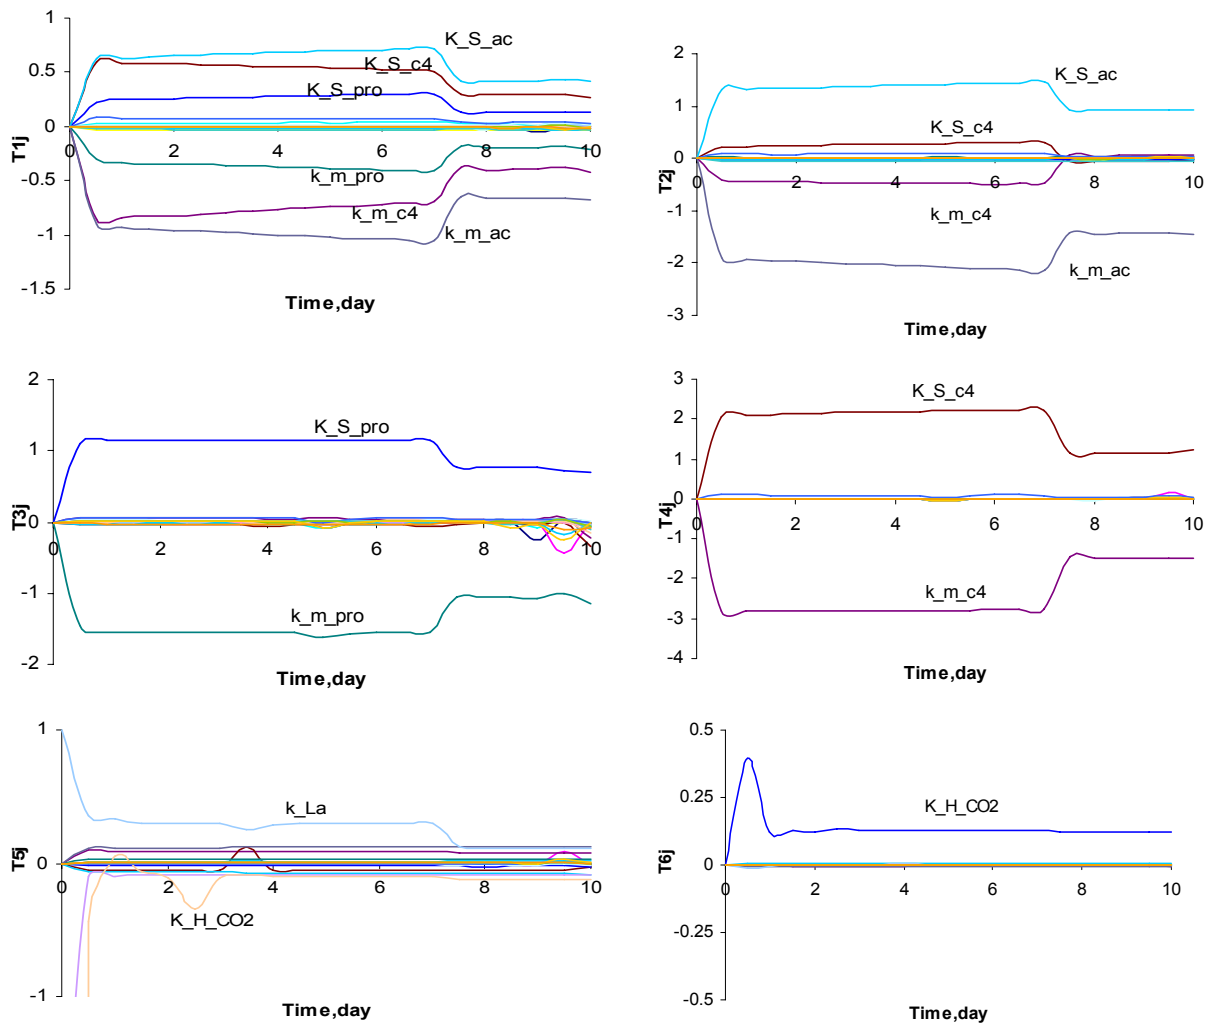 1
0.5
0
-0.5
-1
-1.5
T1j
0 2 4 6 8 10
K_S_ac
K_S_c4
K_S_pro
k_m_pro
k_m_c4
k_m_ac
Time,day
2
1
0
-1
-2
-3
T2j
0 2 4 6 8 10
K_S_ac
K_S_c4
k_m_c4
k_m_ac
Time,day
2
1
0
-1
-2
T3j
0 2 4 6 8 10
K_S_pro
k_m_pro
Time,day
3
2
1
0
-1
-2
-3
-4
T4j
0 2 4 6 8 10
K_S_c4
k_m_c4
Time,day
1
0
-1
T5j
0 2 4 6 8 10
k_La
K_H_CO2
Time,day
0.5
0.25
0
-0.25
-0.5
T6j
0 2 4 6 8 10
K_H_CO2
Time,day